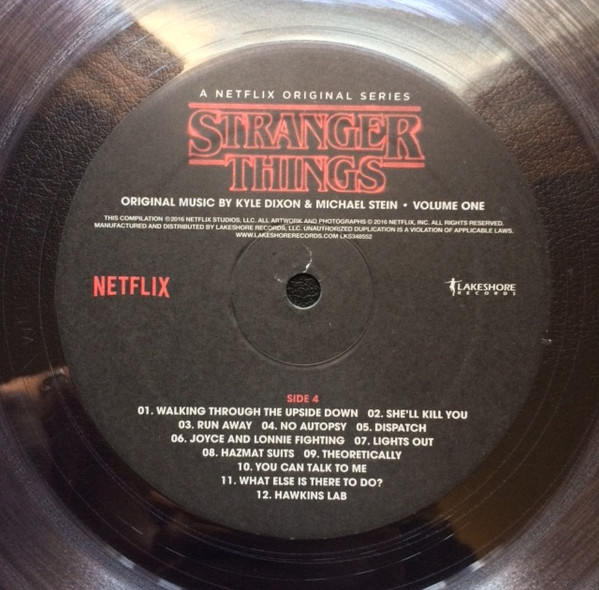 A NETFLIX ORIGINAL SERIES
STRANGER
THINGS
ORIGINAL MUSIC BY KYLE DIXON & MICHAEL STEIN • VOLUME ONE
THIS COMPILATION ©2016 NETFLIX STUDIOS, LLC. ALL ARTWORK AND PHOTOGRAPHS © 2016 NETFLIX, INC. ALL RIGHTS RESERVED.
MANUFACTURED AND DISTRIBUTED BY LAKESHORE RECORDS, LLC. UNAUTHORIZED DUPLICATION IS A VIOLATION OF APPLICABLE LAWS.
WWW.LAKESHORERECORDS.COM LKS348552
NETFLIX
LAKESHORE
RECORDS
SIDE 4
01. WALKING THROUGH THE UPSIDE DOWN 02. SHE'LL KILL YOU
03. RUN AWAY 04. NO AUTOPSY 05. DISPATCH
06. JOYCE AND LONNIE FIGHTING 07. LIGHTS OUT
08. HAZMAT SUITS 09. THEORETICALLY
10. YOU CAN TALK TO ME
11. WHAT ELSE IS THERE TO DO?
12. HAWKINS LAB